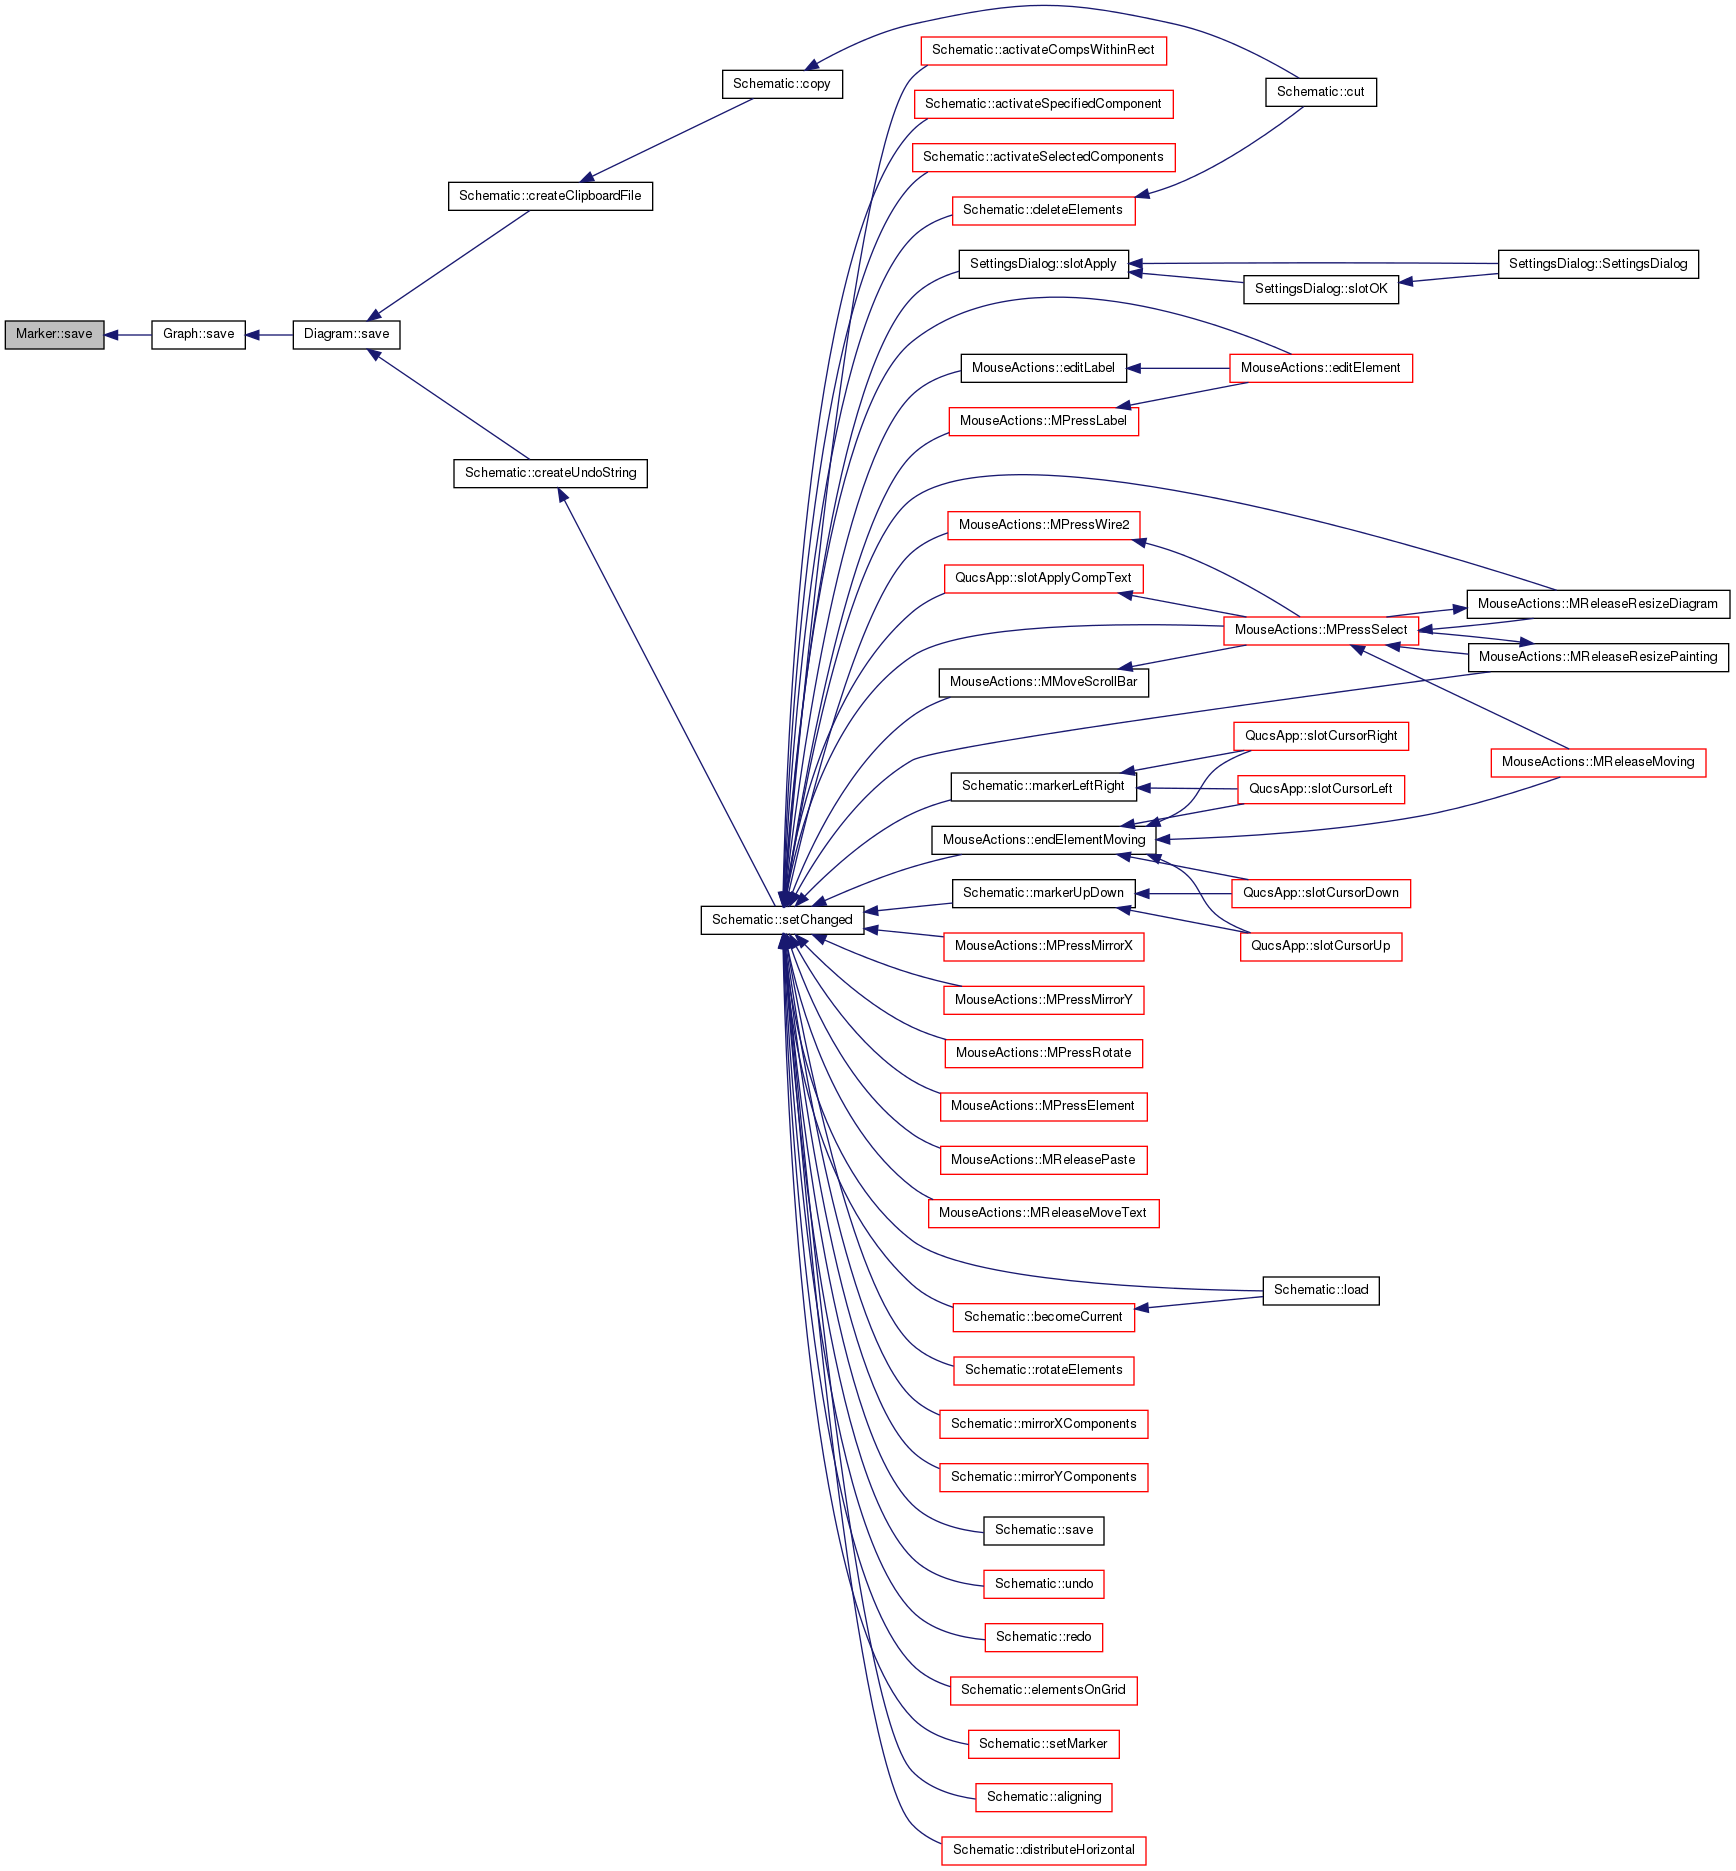 Schematic::activateCompsWithinRect
Schematic::copy
Schematic::cut
Schematic::activateSpecifiedComponent
Schematic::activateSelectedComponents
Schematic::createClipboardFile
Schematic::deleteElements
SettingsDialog::slotApply
SettingsDialog::SettingsDialog
SettingsDialog::slotOK
Marker::save
Graph::save
Diagram::save
MouseActions::editLabel
MouseActions::editElement
MouseActions::MPressLabel
Schematic::createUndoString
MouseActions::MPressWire2
QucsApp::slotApplyCompText
MouseActions::MReleaseResizeDiagram
MouseActions::MPressSelect
MouseActions::MReleaseResizePainting
MouseActions::MMoveScrollBar
QucsApp::slotCursorRight
MouseActions::MReleaseMoving
Schematic::markerLeftRight
QucsApp::slotCursorLeft
MouseActions::endElementMoving
Schematic::markerUpDown
QucsApp::slotCursorDown
Schematic::setChanged
MouseActions::MPressMirrorX
QucsApp::slotCursorUp
MouseActions::MPressMirrorY
MouseActions::MPressRotate
MouseActions::MPressElement
MouseActions::MReleasePaste
MouseActions::MReleaseMoveText
Schematic::load
Schematic::becomeCurrent
Schematic::rotateElements
Schematic::mirrorXComponents
Schematic::mirrorYComponents
Schematic::save
Schematic::undo
Schematic::redo
Schematic::elementsOnGrid
Schematic::setMarker
Schematic::aligning
Schematic::distributeHorizontal